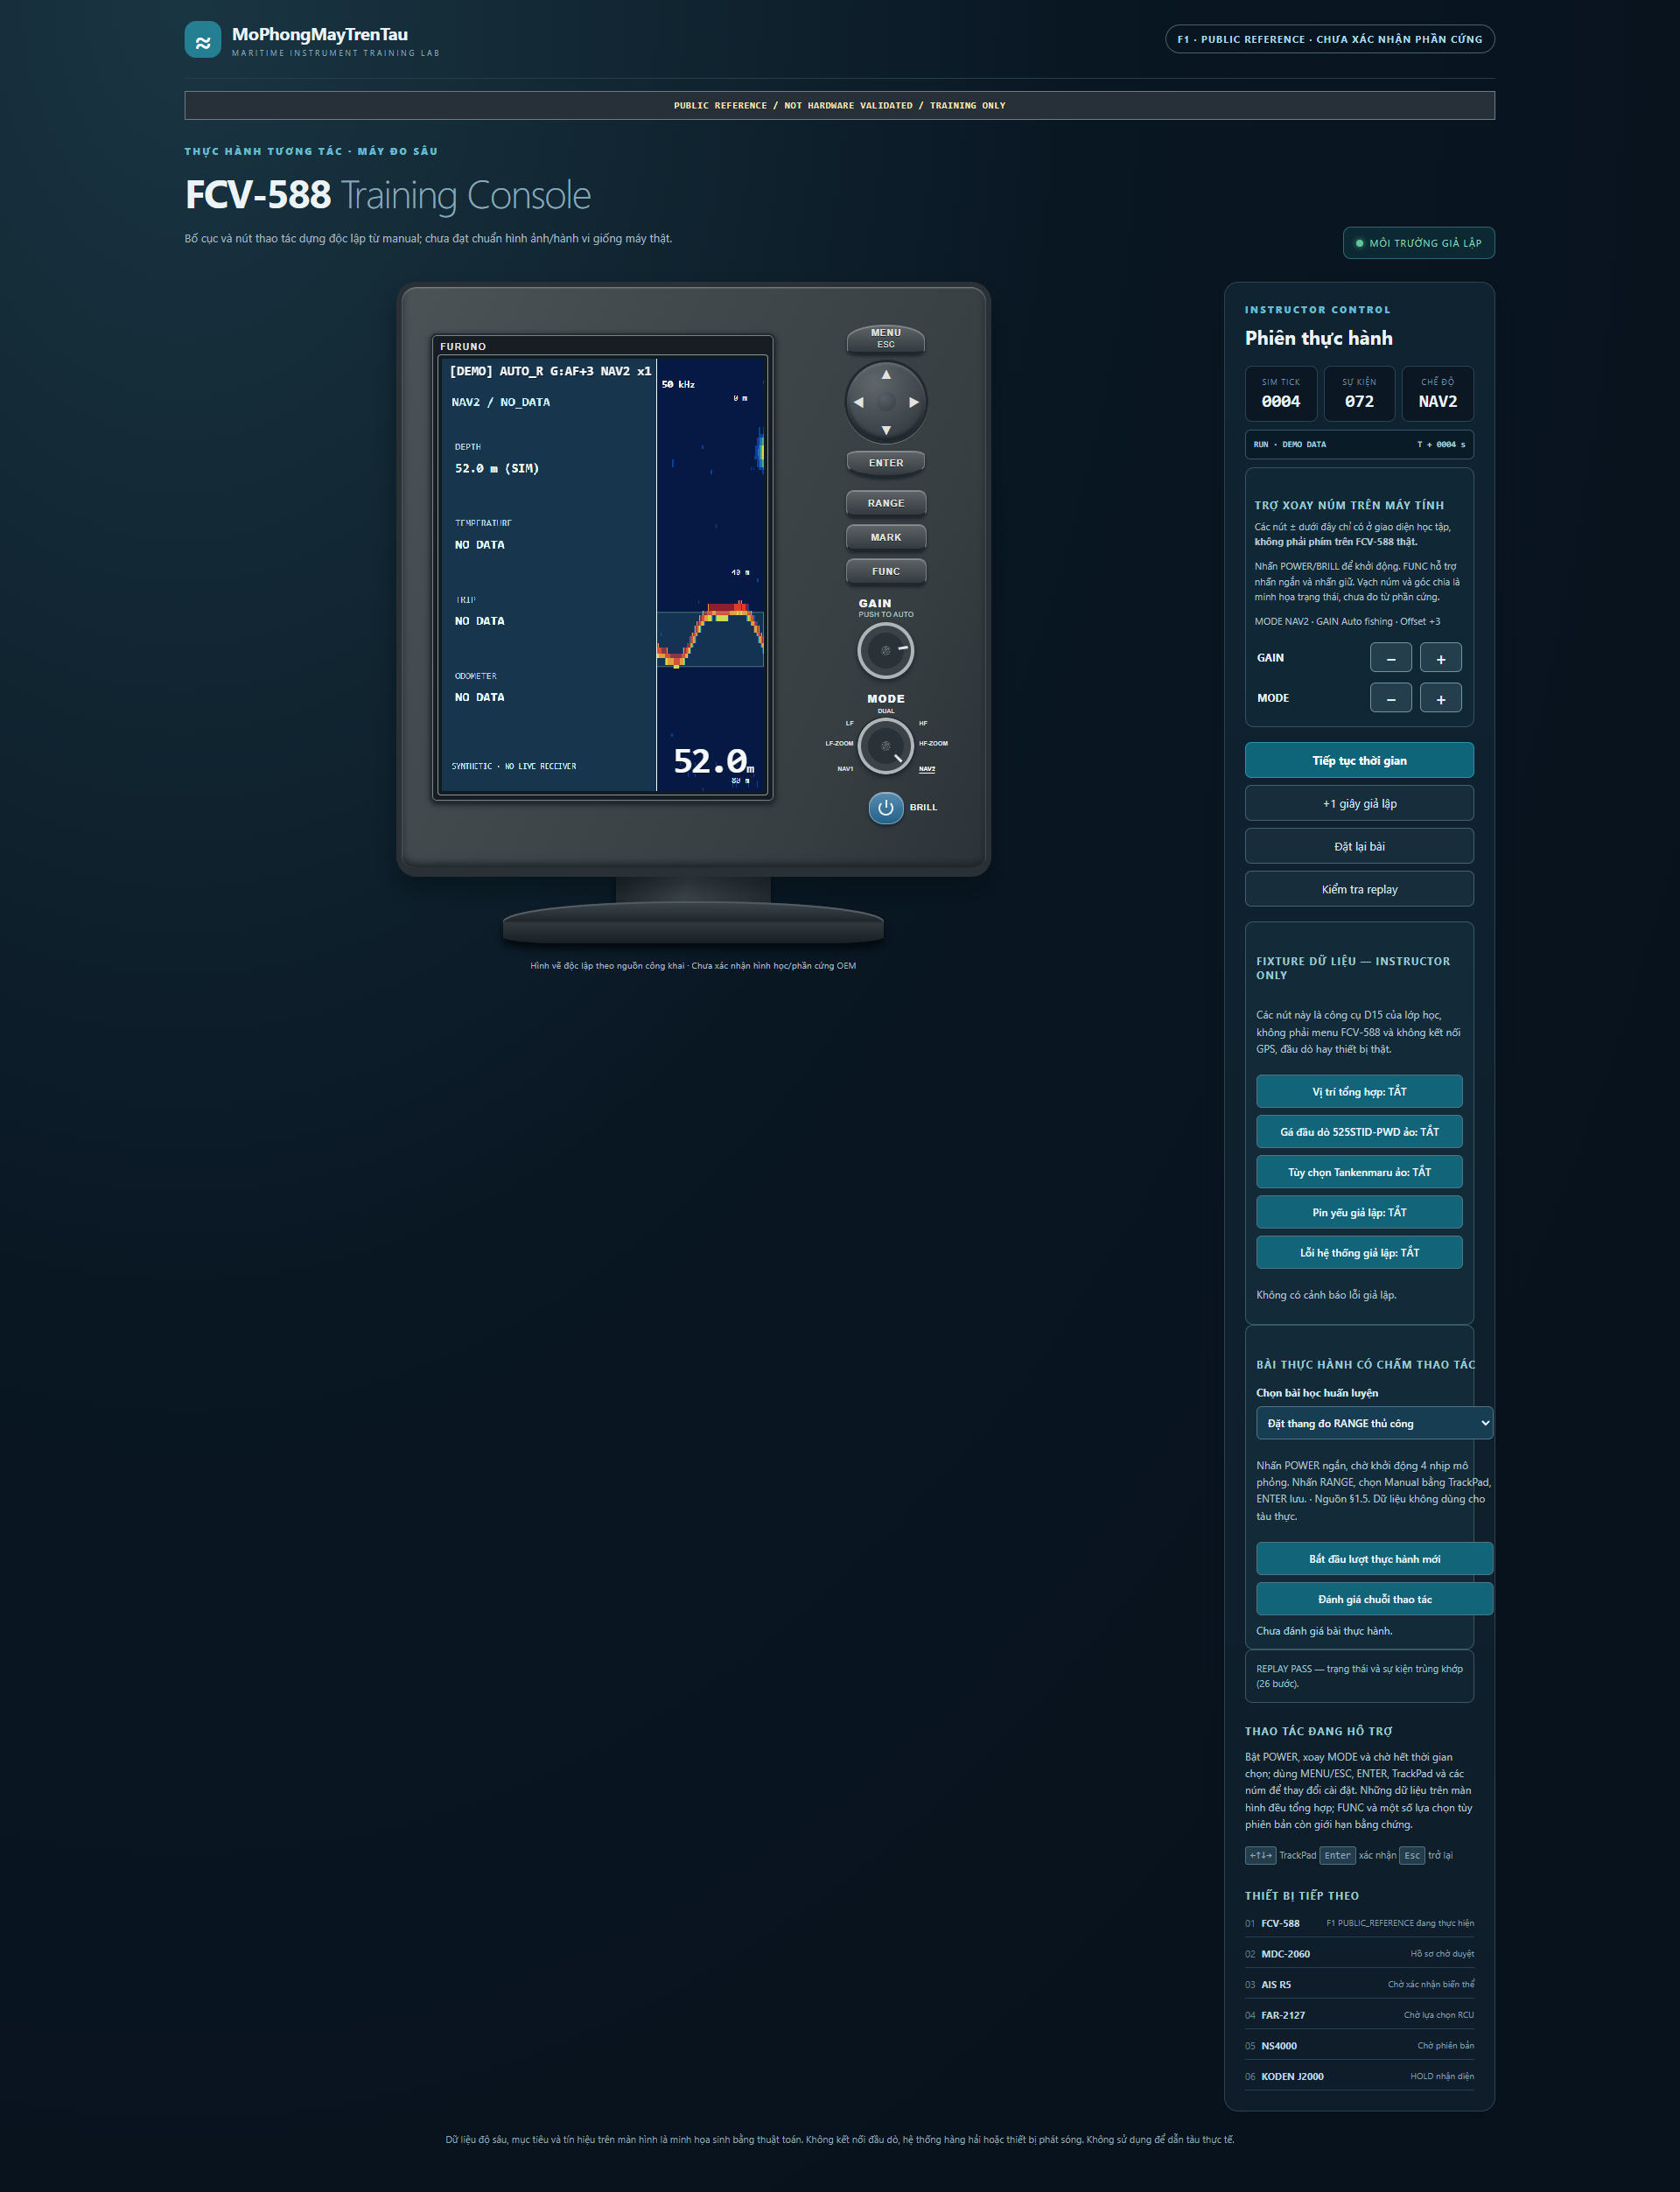 ≈ MoPhongMayTrenTau
MARITIME INSTRUMENT TRAINING LAB
F1 · PUBLIC REFERENCE · CHƯA XÁC NHẬN PHẦN CỨNG
PUBLIC REFERENCE / NOT HARDWARE VALIDATED / TRAINING ONLY
THỰC HÀNH TƯƠNG TÁC · MÁY ĐO SÂU
FCV-588 Training Console
Bố cục và nút thao tác dựng độc lập từ manual; chưa đạt chuẩn hình ảnh/hành vi giống máy thật.
MÔI TRƯỜNG GIẢ LẬP
FURUNO
[DEMO] AUTO_R G:AF+3 NAV2 x1
50 kHz
0 m
NAV2 / NO_DATA
DEPTH
52.0 m (SIM)
TEMPERATURE
NO DATA
40 m
TRIP
NO DATA
ODOMETER
NO DATA
SYNTHETIC · NO LIVE RECEIVER
52.0m
80 m
MENU
ESC
▲
◀ ▶
▼
ENTER
RANGE
MARK
FUNC
GAIN
PUSH TO AUTO
MODE
DUAL
LF HF
LF-ZOOM HF-ZOOM
NAV1 NAV2
BRILL
Hình vẽ độc lập theo nguồn công khai · Chưa xác nhận hình học/phần cứng OEM
INSTRUCTOR CONTROL
Phiên thực hành
SIM TICK
0004
SỰ KIỆN
072
CHẾ ĐỘ
NAV2
RUN · DEMO DATA T + 0004 s
TRỢ XOAY NÚM TRÊN MÁY TÍNH
Các nút ± dưới đây chỉ có ở giao diện học tập,
không phải phím trên FCV-588 thật.
Nhấn POWER/BRILL để khởi động. FUNC hỗ trợ
nhấn ngắn và nhấn giữ. Vạch núm và góc chia là
minh họa trạng thái, chưa đo từ phần cứng.
MODE NAV2 · GAIN Auto fishing · Offset +3
GAIN − +
MODE − +
Tiếp tục thời gian
+1 giây giả lập
Đặt lại bài
Kiểm tra replay
FIXTURE DỮ LIỆU — INSTRUCTOR
ONLY
Các nút này là công cụ D15 của lớp học,
không phải menu FCV-588 và không kết nối
GPS, đầu dò hay thiết bị thật.
Vị trí tổng hợp: TẮT
Gá đầu dò 525STID-PWD ảo: TẮT
Tùy chọn Tankenmaru ảo: TẮT
Pin yếu giả lập: TẮT
Lỗi hệ thống giả lập: TẮT
Không có cảnh báo lỗi giả lập.
BÀI THỰC HÀNH CÓ CHẤM THAO TÁC
Chọn bài học huấn luyện
Đặt thang đo RANGE thủ công
Nhấn POWER ngắn, chờ khởi động 4 nhịp mô
phỏng. Nhấn RANGE, chọn Manual bằng TrackPad,
ENTER lưu. · Nguồn §1.5. Dữ liệu không dùng cho
tàu thực.
Bắt đầu lượt thực hành mới
Đánh giá chuỗi thao tác
Chưa đánh giá bài thực hành.
REPLAY PASS — trạng thái và sự kiện trùng khớp
(26 bước).
THAO TÁC ĐANG HỖ TRỢ
Bật POWER, xoay MODE và chờ hết thời gian
chọn; dùng MENU/ESC, ENTER, TrackPad và các
núm để thay đổi cài đặt. Những dữ liệu trên màn
hình đều tổng hợp; FUNC và một số lựa chọn tùy
phiên bản còn giới hạn bằng chứng.
←↑↓→ TrackPad Enter xác nhận Esc trở lại
THIẾT BỊ TIẾP THEO
01 FCV-588 F1 PUBLIC_REFERENCE đang thực hiện
02 MDC-2060 Hồ sơ chờ duyệt
03 AIS R5 Chờ xác nhận biến thể
04 FAR-2127 Chờ lựa chọn RCU
05 NS4000 Chờ phiên bản
06 KODEN J2000 HOLD nhận diện
Dữ liệu độ sâu, mục tiêu và tín hiệu trên màn hình là minh họa sinh bằng thuật toán. Không kết nối đầu dò, hệ thống hàng hải hoặc thiết bị phát sóng. Không sử dụng để dẫn tàu thực tế.